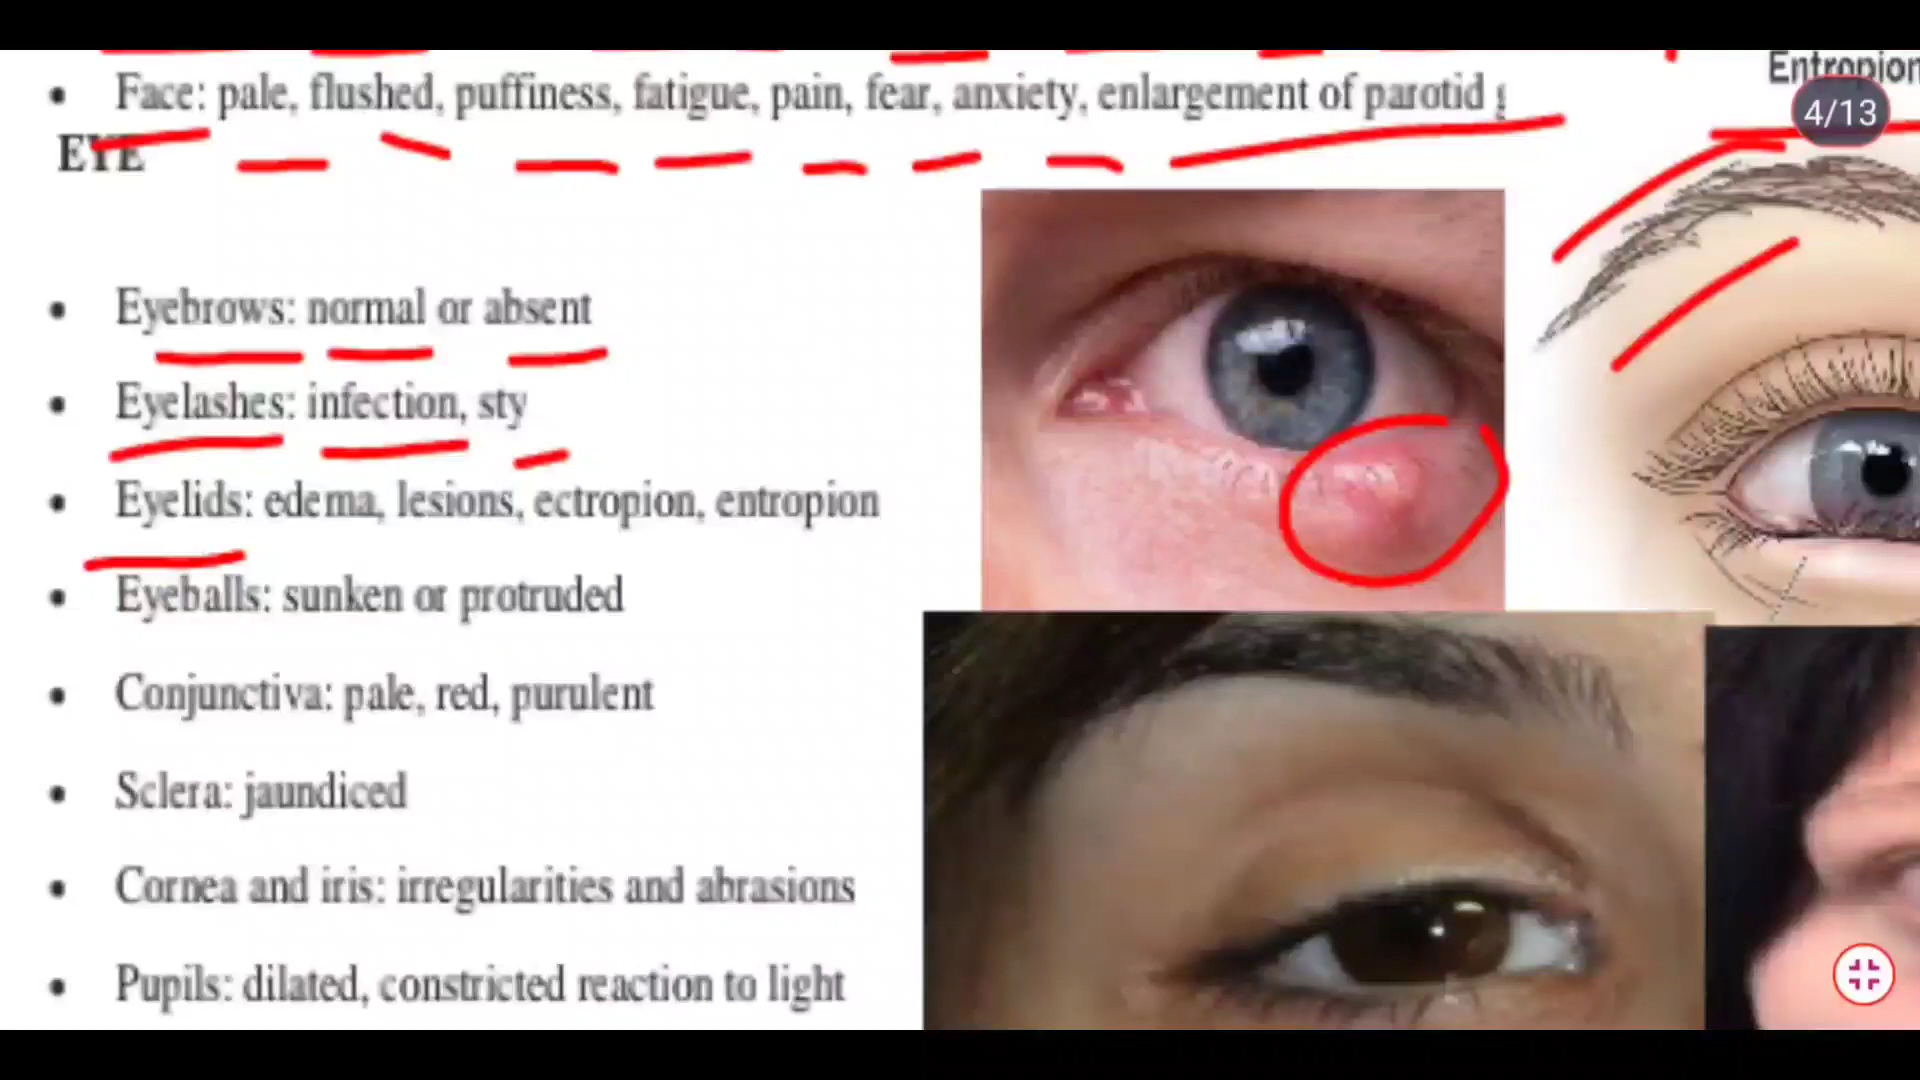 • Face: pale, flushed, puffiness, fatigue, pain, fear, anxiety, enlargement of parotid
Entropion
4/13
EYE
• Eyebrows: normal or absent
• Eyelashes: infection, sty
• Eyelids: edema, lesions, ectropion, entropion
• Eyeballs: sunken or protruded
• Conjunctiva: pale, red, purulent
• Sclera: jaundiced
• Cornea and iris: irregularities and abrasions
• Pupils: dilated, constricted reaction to light